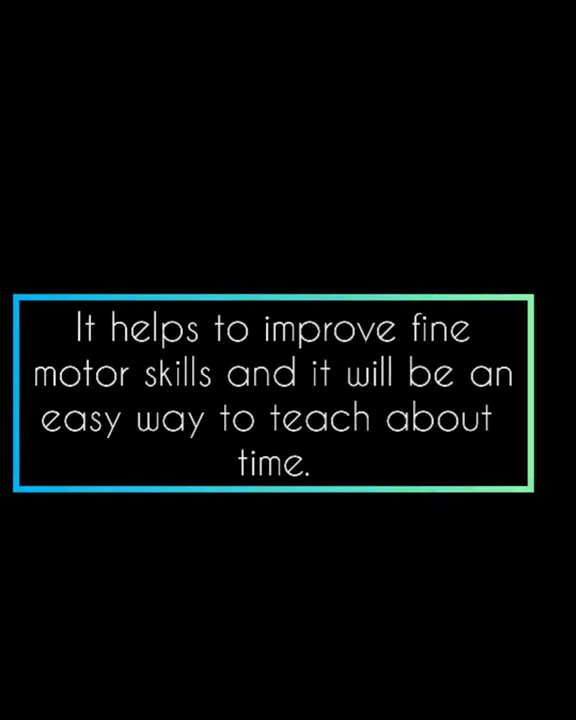 It helps to improve fine
motor skills and it will be an
easy way to teach about
time.